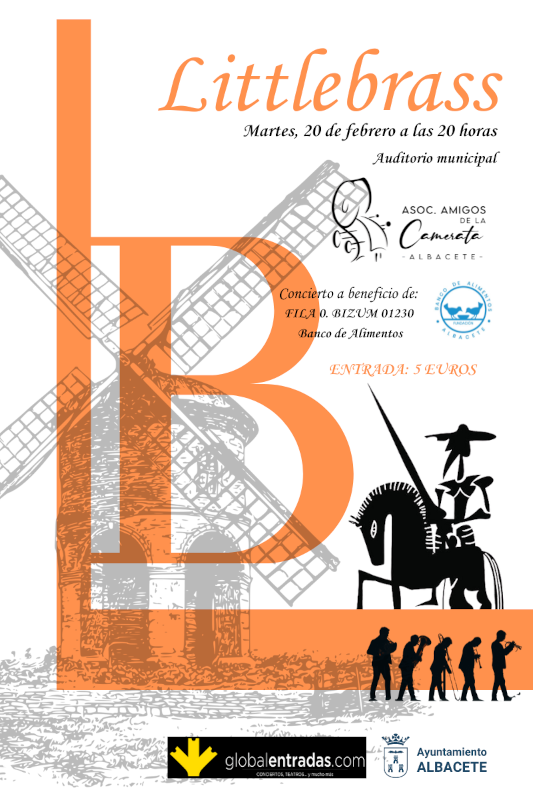 Littlebrass
Martes, 20 de febrero a las 20 horas
Auditorio municipal
ASOC. AMIGOS
DE LA
Camerata
-ALBACETE-
Concierto a beneficio de:
FILA 0. BIZUM 01230
Banco de Alimentos
BANCO DE ALIMENTOS
FUNDACIÓN
ALBACETE
ENTRADA: 5 EUROS
LB
globalentradas.com
CONCIERTOS, TEATROS... y mucho más
Ayuntamiento
ALBACETE